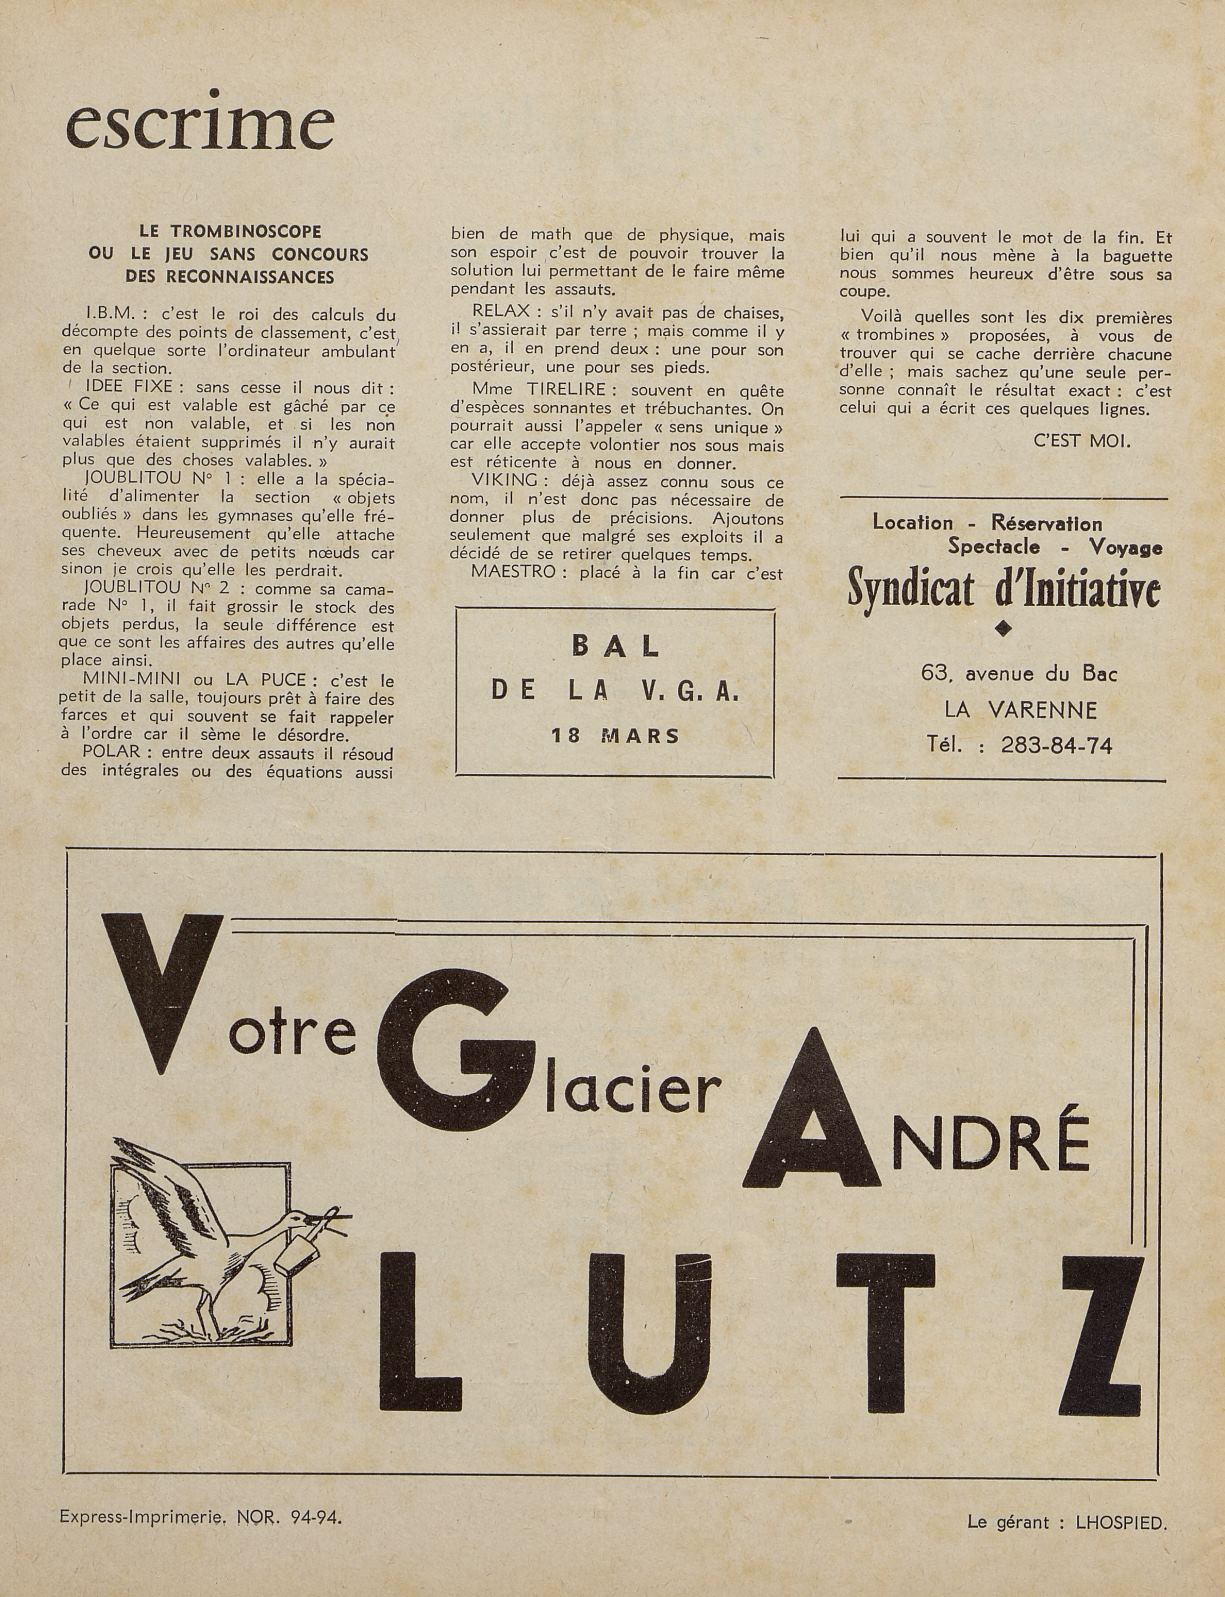 escrime
LE TROMBINOSCOPE
OU LE JEU SANS CONCOURS
DES RECONNAISSANCES
I.B.M. : c'est le roi des calculs du
décompte des points de classement, c'est,
en quelque sorte l'ordinateur ambulant
de la section.
IDEE FIXE : sans cesse il nous dit :
« Ce qui est valable est gâché par ce
qui est non valable, et si les non
valables étaient supprimés il n'y aurait
plus que des choses valables. »
JOUBLITOU N° 1 : elle a la spécia-
lité d'alimenter la section « objets
oubliés » dans les gymnases qu'elle fré-
quente. Heureusement qu'elle attache
ses cheveux avec de petits nœuds car
sinon je crois qu'elle les perdrait.
JOUBLITOU N° 2 : comme sa cama-
rade N° 1, il fait grossir le stock des
objets perdus, la seule différence est
que ce sont les affaires des autres qu'elle
place ainsi.
MINI-MINI ou LA PUCE : c'est le
petit de la salle, toujours prêt à faire des
farces et qui souvent se fait rappeler
à l'ordre car il sème le désordre.
POLAR : entre deux assauts il résoud
des intégrales ou des équations aussi
bien de math que de physique, mais
son espoir c'est de pouvoir trouver la
solution lui permettant de le faire même
pendant les assauts.
RELAX : s'il n'y avait pas de chaises,
il s'assierait par terre ; mais comme il y
en a, il en prend deux : une pour son
postérieur, une pour ses pieds.
Mme TIRELIRE : souvent en quête
d'espèces sonnantes et trébuchantes. On
pourrait aussi l'appeler « sens unique »
car elle accepte volontier nos sous mais
est réticente à nous en donner.
VIKING : déjà assez connu sous ce
nom, il n'est donc pas nécessaire de
donner plus de précisions. Ajoutons
seulement que malgré ses exploits il a
décidé de se retirer quelques temps.
MAESTRO : placé à la fin car c'est
lui qui a souvent le mot de la fin. Et
bien qu'il nous mène à la baguette
nous sommes heureux d'être sous sa
coupe.
Voilà quelles sont les dix premières
« trombines » proposées, à vous de
trouver qui se cache derrière chacune
d'elle ; mais sachez qu'une seule per-
sonne connaît le résultat exact : c'est
celui qui a écrit ces quelques lignes.
C'EST MOI.
BAL
DE LA V.G.A.
18 MARS
Location - Réservation
Spectacle - Voyage
Syndicat d'Initiative
63, avenue du Bac
LA VARENNE
Tél. : 283-84-74
Votre Glacier ANDRÉ
LUTZ
Express-Imprimerie. NOR. 94-94.
Le gérant : LHOSPIED.